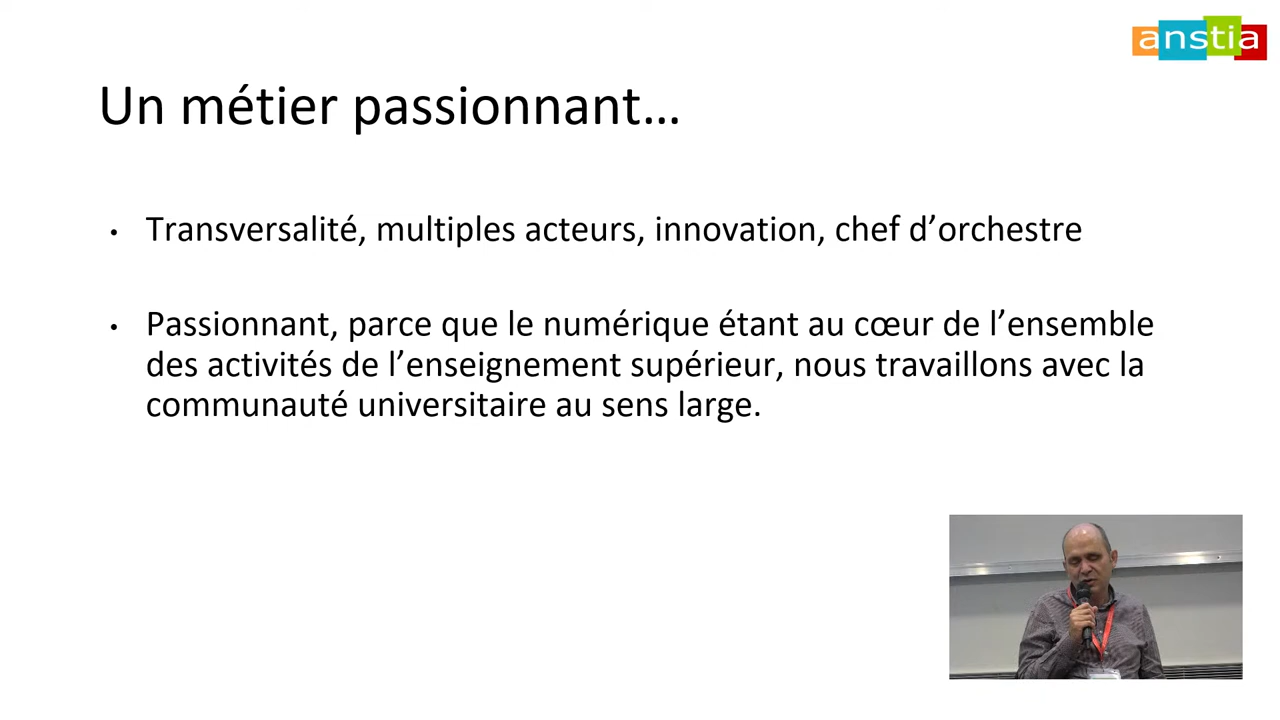 anstia
Un métier passionnant…
• Transversalité, multiples acteurs, innovation, chef d’orchestre
• Passionnant, parce que le numérique étant au cœur de l’ensemble
des activités de l’enseignement supérieur, nous travaillons avec la
communauté universitaire au sens large.